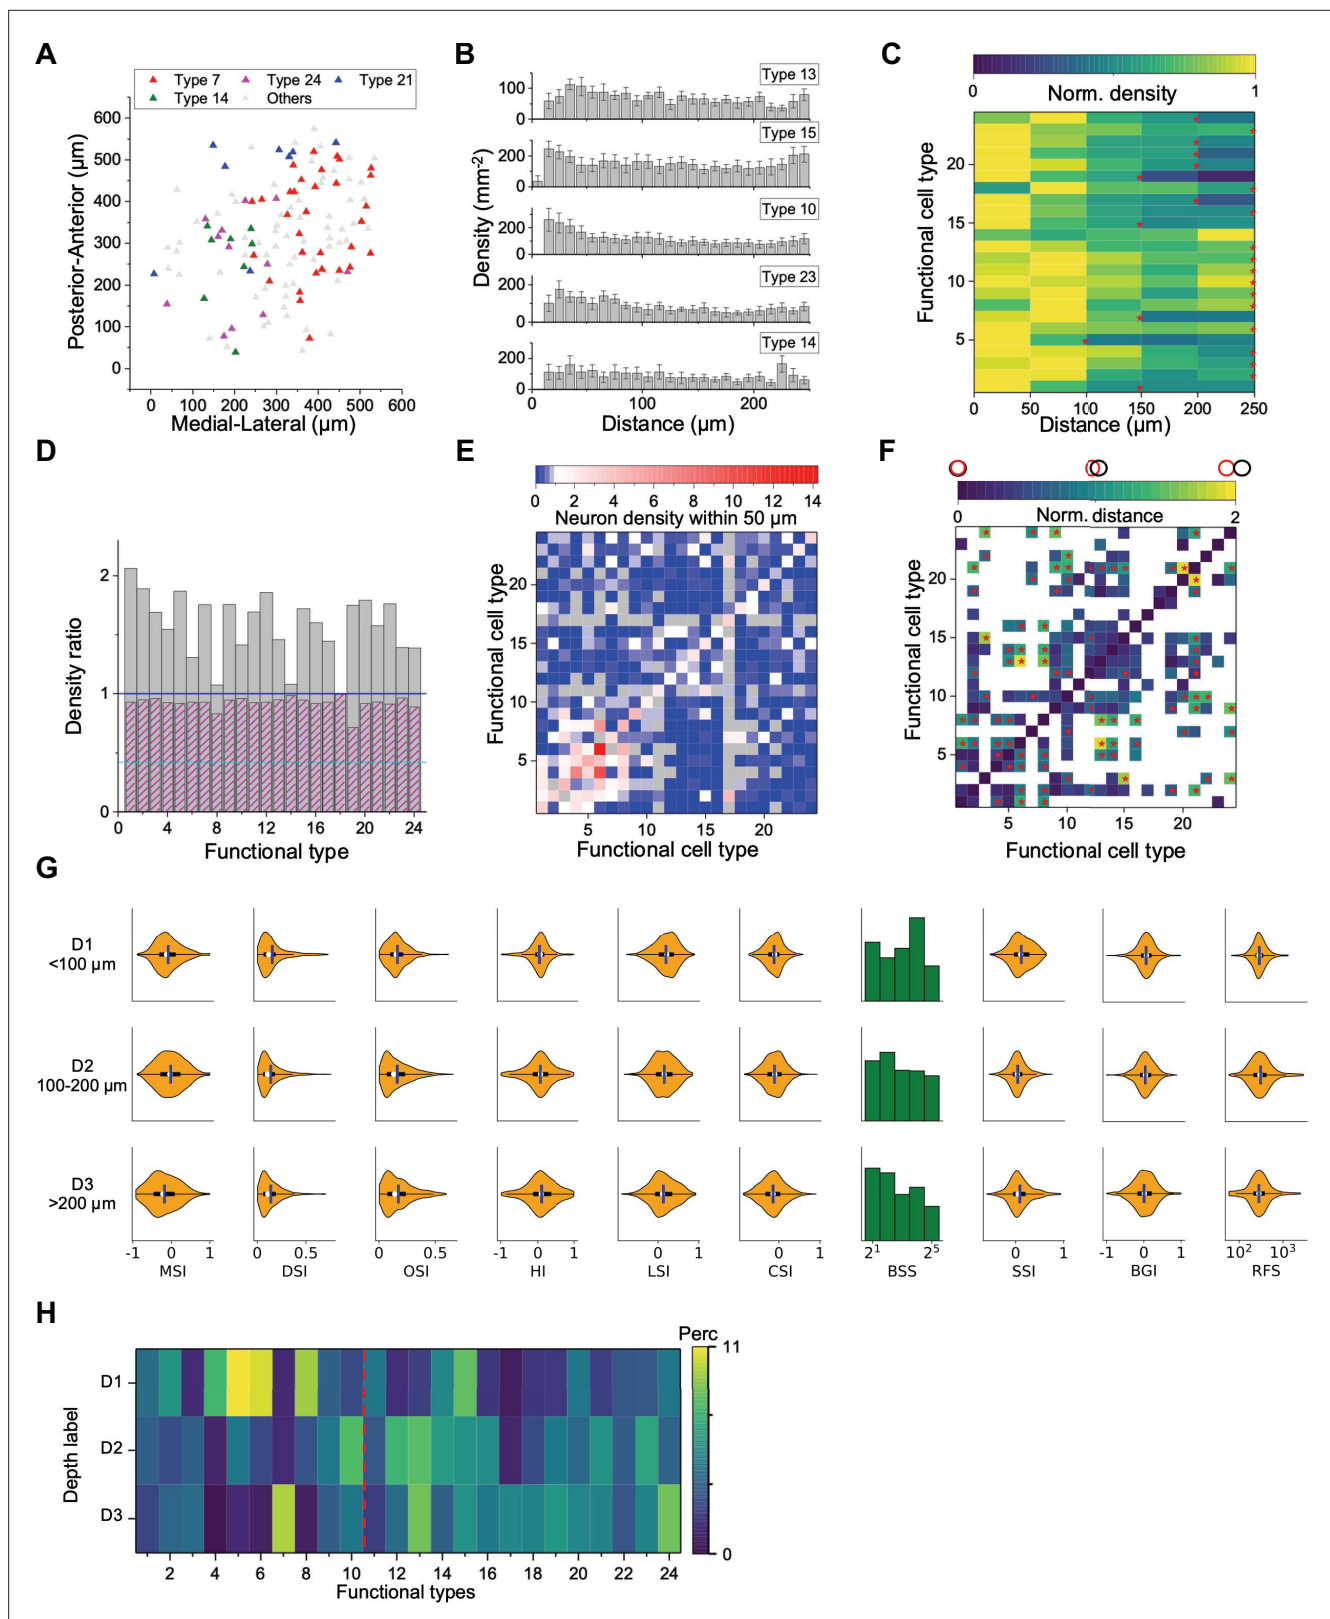 A
Type 7
Type 24
Type 21
Type 14
Others
Posterior-Anterior (µm)
600
500
400
300
200
100
0
0 100 200 300 400 500 600
Medial-Lateral (µm)
B
Type 13
100
0
Type 15
200
0
Type 10
200
0
Type 23
200
0
Type 14
200
0
Density (mm-2)
0 100 200
Distance (µm)
C
0 1
Norm. density
Functional cell type
20
15
10
5
0 50 100 150 200 250
Distance (µm)
D
Density ratio
2
1
0
0 4 8 12 16 20 24
Functional type
E
0 2 4 6 8 10 12 14
Neuron density within 50 µm
Functional cell type
20
15
10
5
5 10 15 20
Functional cell type
F
0 2
Norm. distance
Functional cell type
20
15
10
5
5 10 15 20
Functional cell type
G
D1
<100 µm
D2
100-200 µm
D3
>200 µm
-1 0 1
MSI
0 0.5
DSI
0 0.5
OSI
-1 0 1
HI
0 1
LSI
0 1
CSI
2¹ 2⁵
BSS
0 1
SSI
-1 0 1
BGI
10² 10³
RFS
H
Perc
11
0
Depth label
D1
D2
D3
2 4 6 8 10 12 14 16 18 20 22 24
Functional types